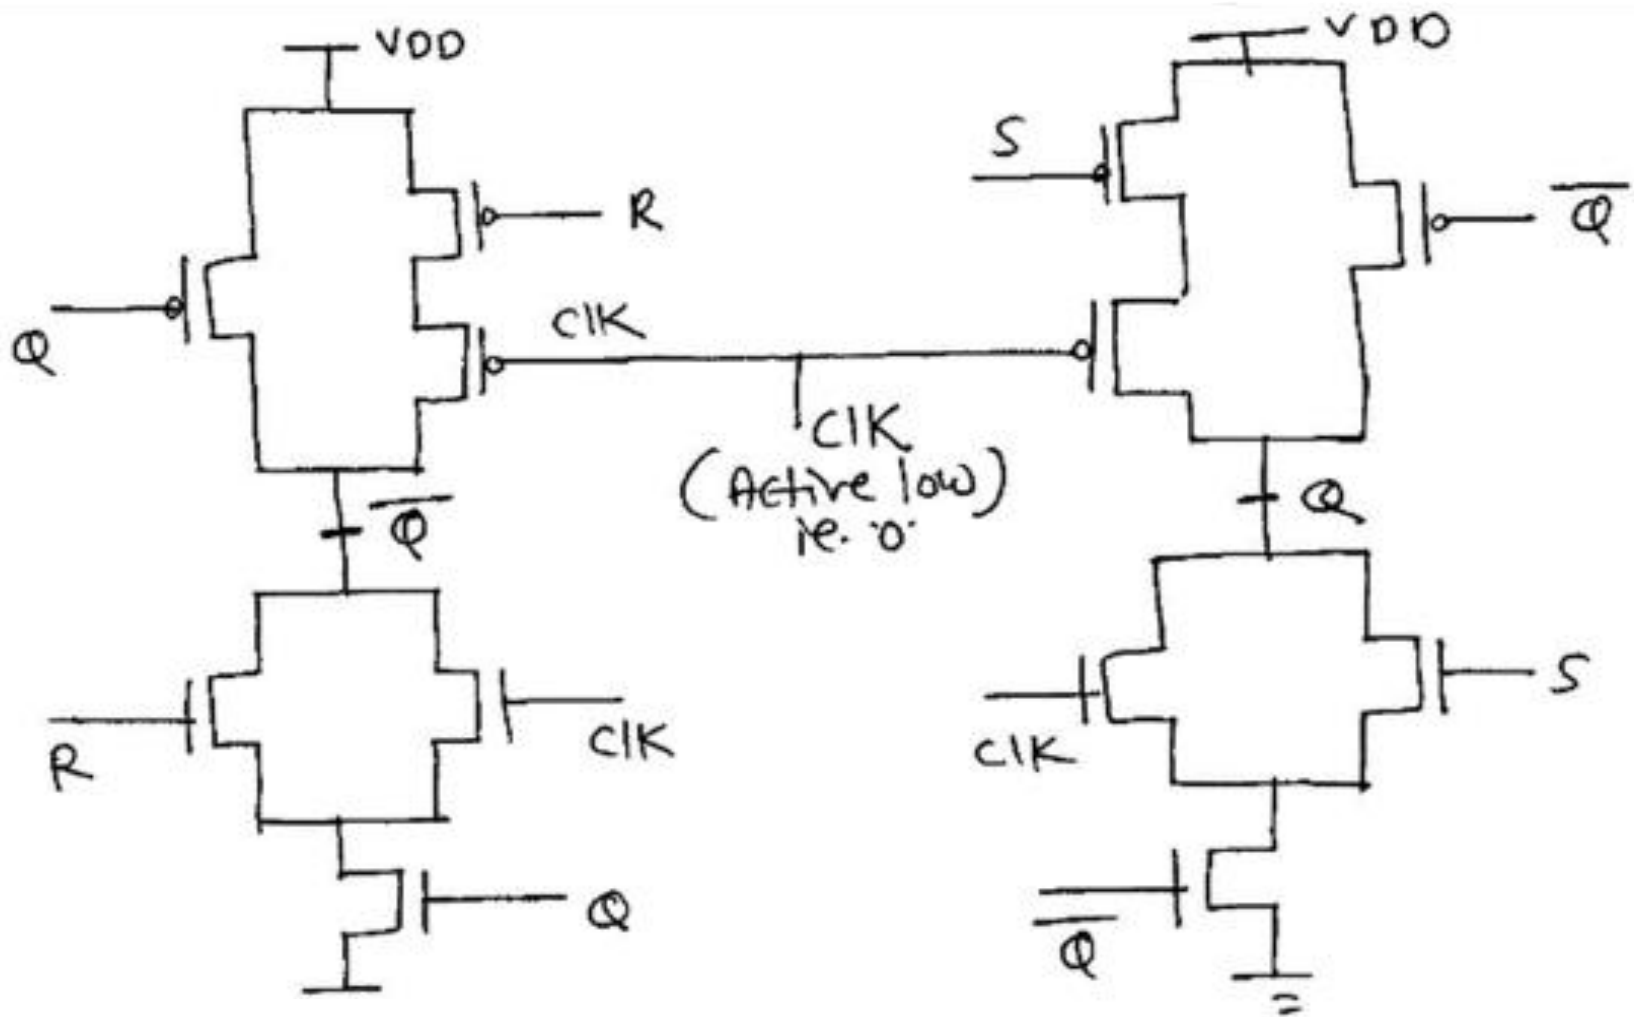 VDD
VDD
S
R
Q̅
Q
CLK
CLK
(Active low)
ie. '0'
Q̅
Q
R
CLK
CLK
S
Q
Q̅